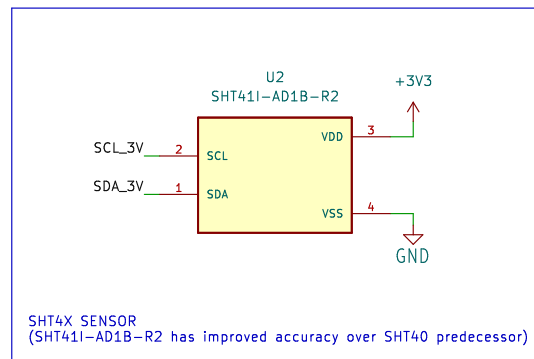 U2
SHT41I-AD1B-R2
+3V3
SCL_3V
2
SCL
VDD
3
SDA_3V
1
SDA
VSS
4
GND
SHT4X SENSOR
(SHT41I-AD1B-R2 has improved accuracy over SHT40 predecessor)